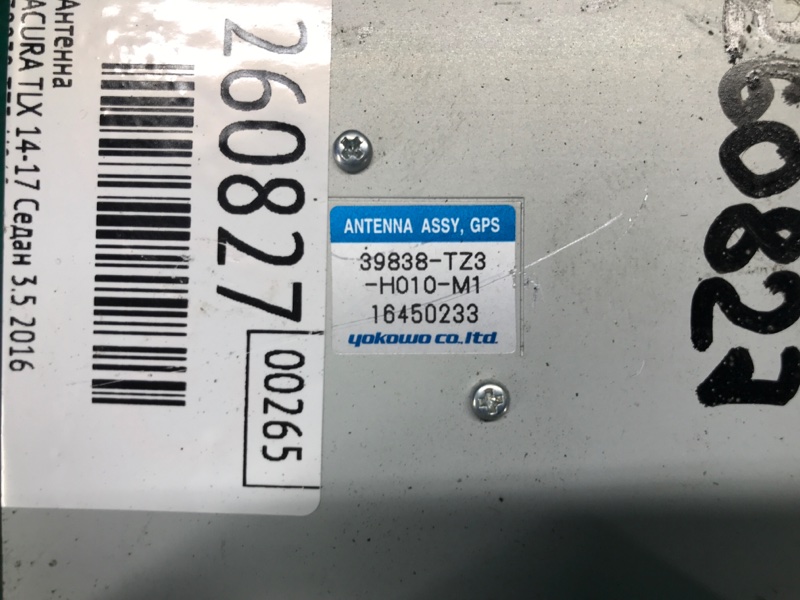 Антенна
ACURA TLX 14-17 Седан 3.5 2016
260827
00265
ANTENNA ASSY, GPS
39838-TZ3
-H010-M1
16450233
yokowo co.,ltd.
060827